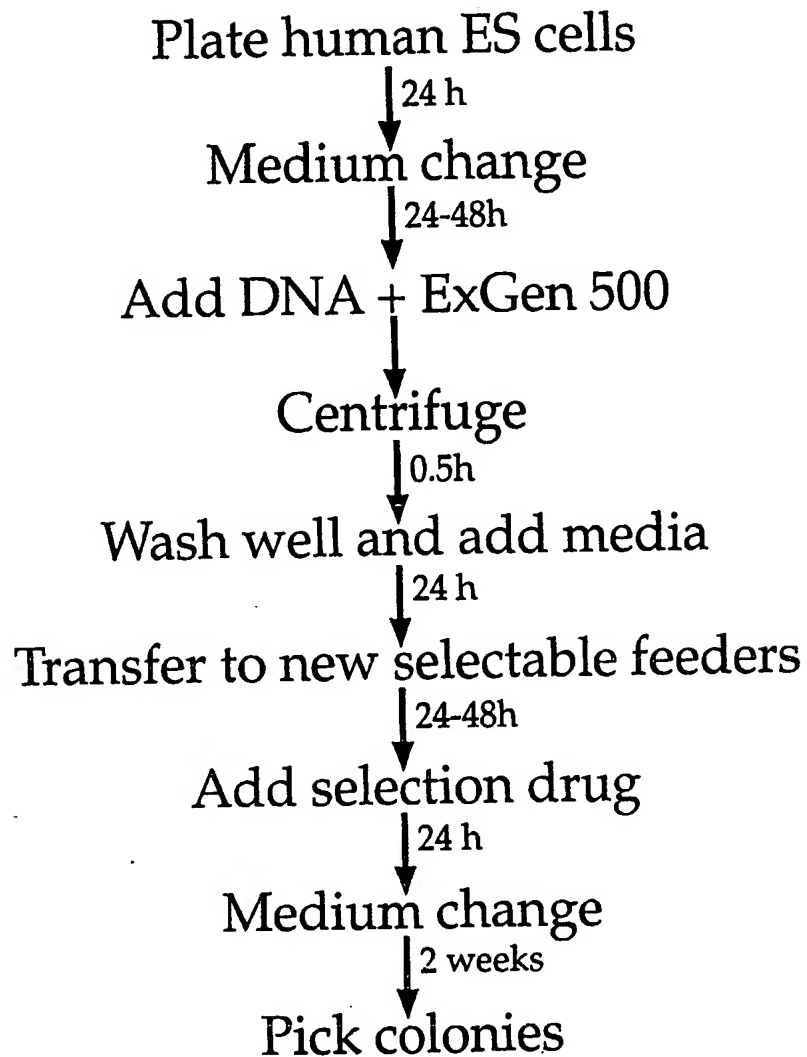 Plate human ES cells
24 h
Medium change
24-48h
Add DNA + ExGen 500
Centrifuge
0.5h
Wash well and add media
24 h
Transfer to new selectable feeders
24-48h
Add selection drug
24 h
Medium change
2 weeks
Pick colonies